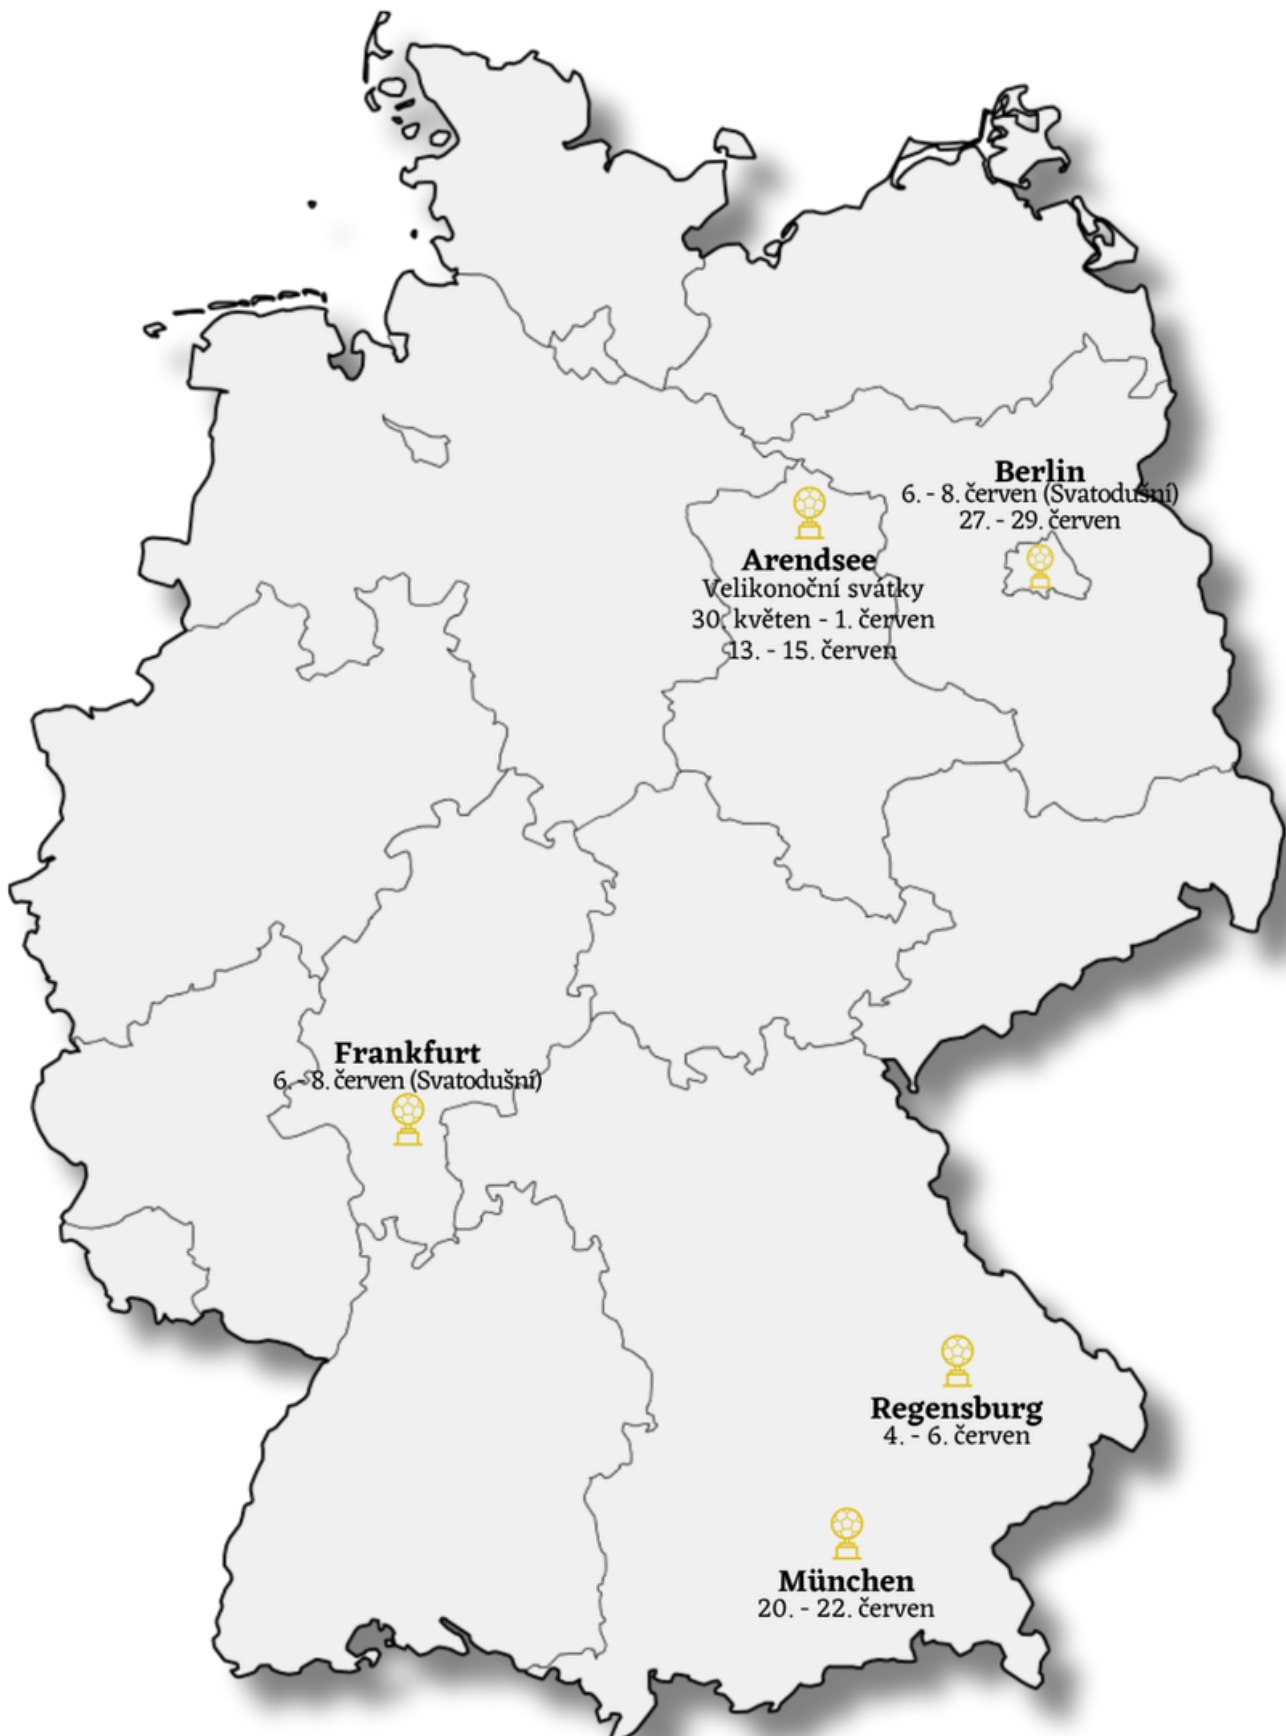 Berlin
6. - 8. červen (Svatodušní)
27. - 29. červen
Arendsee
Velikonoční svátky
30. květen - 1. červen
13. - 15. červen
Frankfurt
6. - 8. červen (Svatodušní)
Regensburg
4. - 6. červen
München
20. - 22. červen